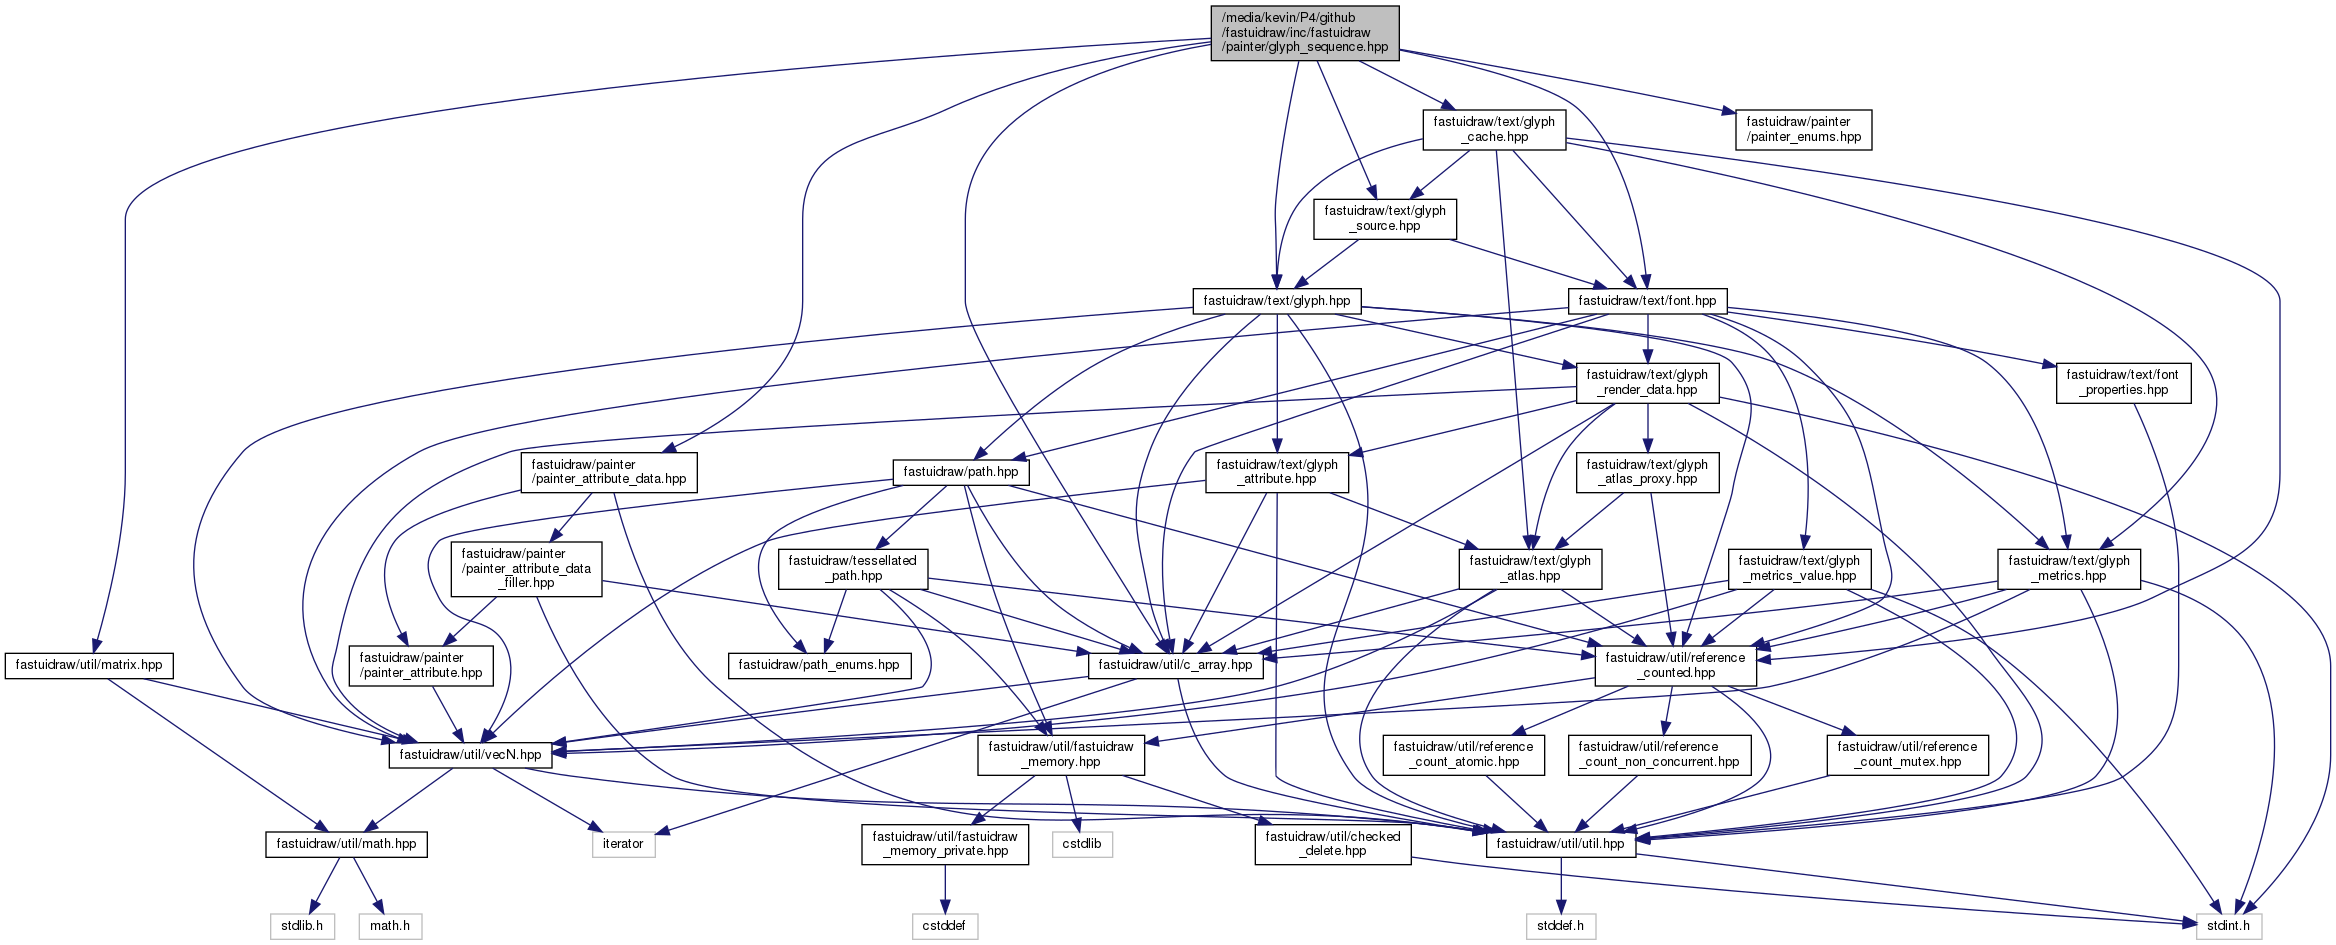 /media/kevin/P4/github
/fastuidraw/inc/fastuidraw
/painter/glyph_sequence.hpp
fastuidraw/text/glyph
_cache.hpp
fastuidraw/painter
/painter_enums.hpp
fastuidraw/text/glyph
_source.hpp
fastuidraw/text/glyph.hpp
fastuidraw/text/font.hpp
fastuidraw/text/glyph
_render_data.hpp
fastuidraw/text/font
_properties.hpp
fastuidraw/painter
/painter_attribute_data.hpp
fastuidraw/path.hpp
fastuidraw/text/glyph
_attribute.hpp
fastuidraw/text/glyph
_atlas_proxy.hpp
fastuidraw/painter
/painter_attribute_data
_filler.hpp
fastuidraw/tessellated
_path.hpp
fastuidraw/text/glyph
_atlas.hpp
fastuidraw/text/glyph
_metrics_value.hpp
fastuidraw/text/glyph
_metrics.hpp
fastuidraw/util/matrix.hpp
fastuidraw/painter
/painter_attribute.hpp
fastuidraw/path_enums.hpp
fastuidraw/util/c_array.hpp
fastuidraw/util/reference
_counted.hpp
fastuidraw/util/vecN.hpp
fastuidraw/util/fastuidraw
_memory.hpp
fastuidraw/util/reference
_count_atomic.hpp
fastuidraw/util/reference
_count_non_concurrent.hpp
fastuidraw/util/reference
_count_mutex.hpp
fastuidraw/util/math.hpp
iterator
fastuidraw/util/fastuidraw
_memory_private.hpp
cstdlib
fastuidraw/util/checked
_delete.hpp
fastuidraw/util/util.hpp
stdlib.h
math.h
cstddef
stddef.h
stdint.h